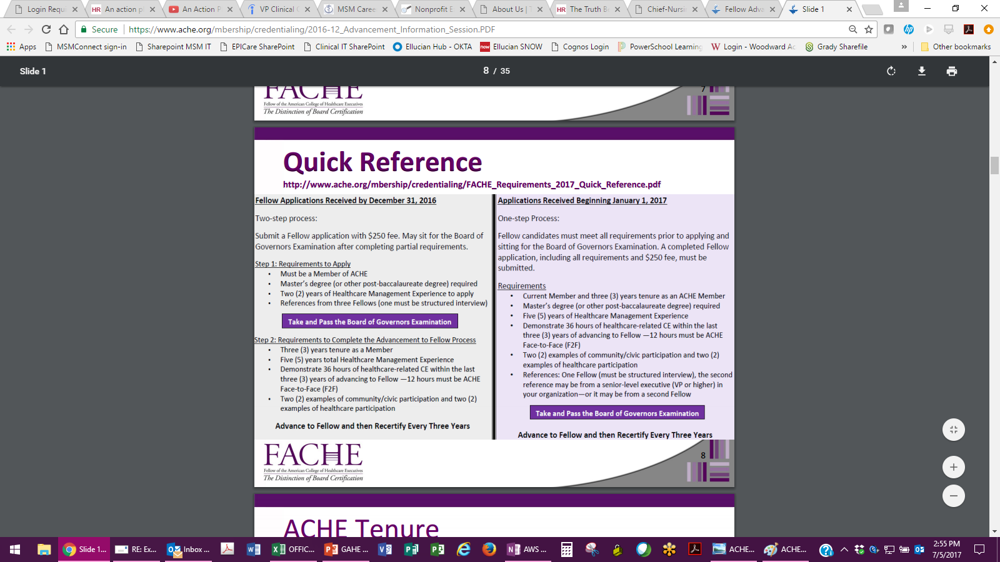 Login Requ
An action p
An Action P
VP Clinical
MSM Caree
Nonprofit E
About Us | T
The Truth Be
Chief-Nursi
Fellow Adva
Slide 1
Secure
https://www.ache.org/mbership/credentialing/2016-12_Advancement_Information_Session.PDF
Apps
MSMConnect sign-in
Sharepoint MSM IT
EPICare SharePoint
Clinical IT SharePoint
Ellucian Hub - OKTA
Ellucian SNOW
Cognos Login
PowerSchool Learning
Login - Woodward Ac
Grady Sharefile
»
Other bookmarks
Slide 1
8 / 35
FACHE
Fellow of the American College of Healthcare Executives
The Distinction of Board Certification
7
Quick Reference
http://www.ache.org/mbership/credentialing/FACHE_Requirements_2017_Quick_Reference.pdf
Fellow Applications Received by December 31, 2016
Two-step process:
Submit a Fellow application with $250 fee. May sit for the Board of
Governors Examination after completing partial requirements.
Step 1: Requirements to Apply
• Must be a Member of ACHE
• Master's degree (or other post-baccalaureate degree) required
• Two (2) years of Healthcare Management Experience to apply
• References from three Fellows (one must be structured interview)
Take and Pass the Board of Governors Examination
Step 2: Requirements to Complete the Advancement to Fellow Process
• Three (3) years tenure as a Member
• Five (5) years total Healthcare Management Experience
• Demonstrate 36 hours of healthcare-related CE within the last
three (3) years of advancing to Fellow —12 hours must be ACHE
Face-to-Face (F2F)
• Two (2) examples of community/civic participation and two (2)
examples of healthcare participation
Advance to Fellow and then Recertify Every Three Years
Applications Received Beginning January 1, 2017
One-step Process:
Fellow candidates must meet all requirements prior to applying and
sitting for the Board of Governors Examination. A completed Fellow
application, including all requirements and $250 fee, must be
submitted.
Requirements
• Current Member and three (3) years tenure as an ACHE Member
• Master's degree (or other post-baccalaureate degree) required
• Five (5) years of Healthcare Management Experience
• Demonstrate 36 hours of healthcare-related CE within the last
three (3) years of advancing to Fellow —12 hours must be ACHE
Face-to-Face (F2F)
• Two (2) examples of community/civic participation and two (2)
examples of healthcare participation
• References: One Fellow (must be structured interview), the second
reference may be from a senior-level executive (VP or higher) in
your organization—or it may be from a second Fellow
Take and Pass the Board of Governors Examination
Advance to Fellow and then Recertify Every Three Years
FACHE
Fellow of the American College of Healthcare Executives
The Distinction of Board Certification
8
ACHE Tenure
Slide 1...
RE: Ex...
Inbox ...
OFFIC...
GAHE ...
AWS ...
ACHE...
ACHE...
2:55 PM
7/5/2017